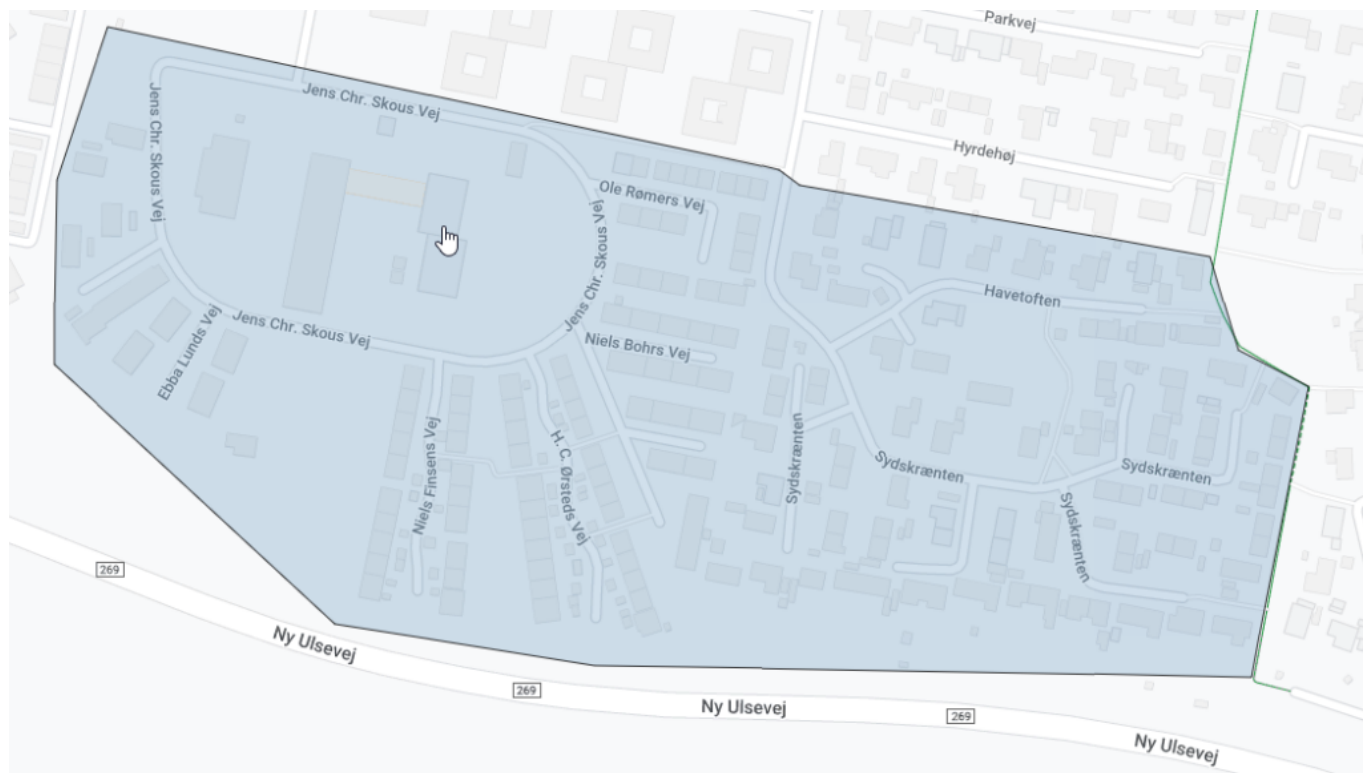 Parkvej
Jens Chr. Skous Vej
Jens Chr. Skous Vej
Hyrdehøj
Ole Rømers Vej
Jens Chr. Skous Vej
Havetoften
Jens Chr. Skous Vej
Niels Bohrs Vej
Ebba Lunds Vej
Sydskrænten
Niels Finsens Vej
H. C. Ørsteds Vej
Sydskrænten
Sydskrænten
Sydskrænten
269
Ny Ulsevej
269
Ny Ulsevej
269
Ny Ulsevej